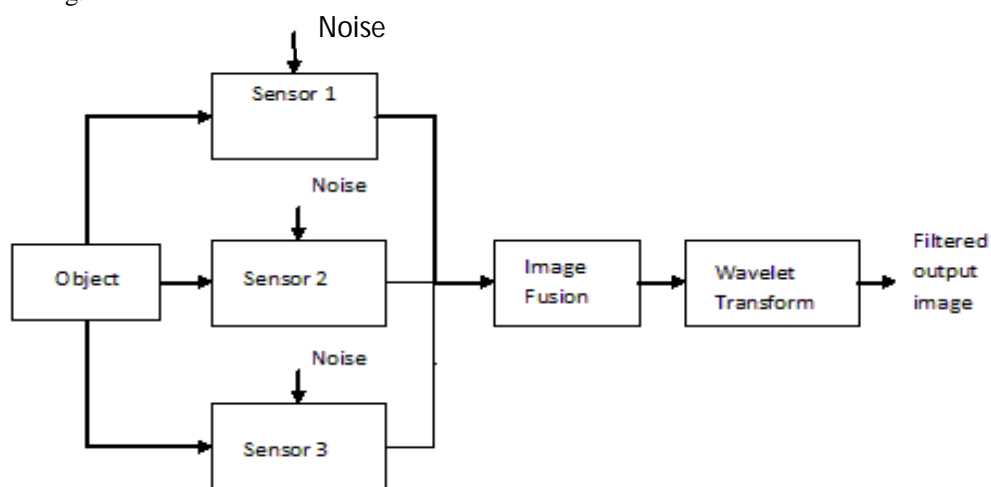 Noise
Sensor 1
Noise
Object
Sensor 2
Image
Fusion
Wavelet
Transform
Filtered
output
image
Noise
Sensor 3